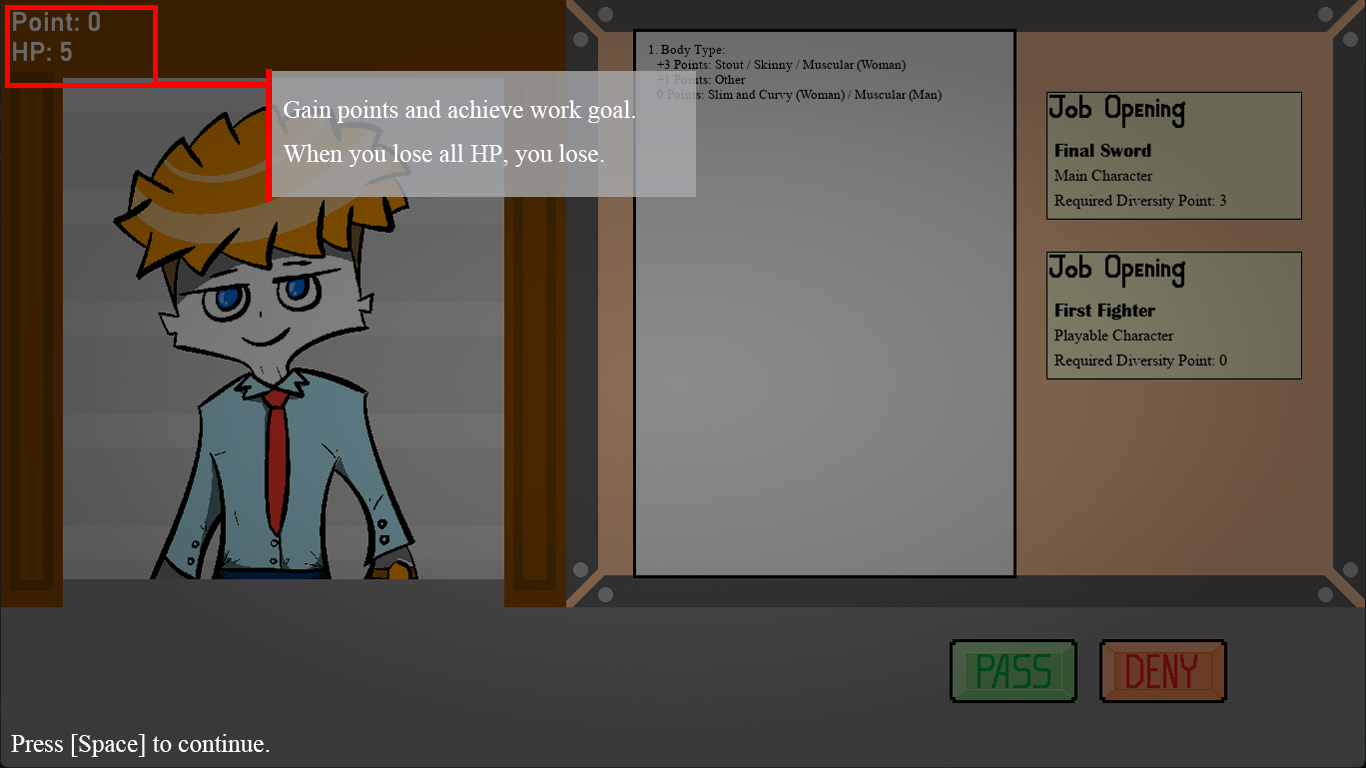 Point: 0
HP: 5
Gain points and achieve work goal.
When you lose all HP, you lose.
1. Body Type:
+3 Points: Stout / Skinny / Muscular (Woman)
+1 Points: Other
0 Points: Slim and Curvy (Woman) / Muscular (Man)
Job Opening
Final Sword
Main Character
Required Diversity Point: 3
Job Opening
First Fighter
Playable Character
Required Diversity Point: 0
PASS
DENY
Press [Space] to continue.